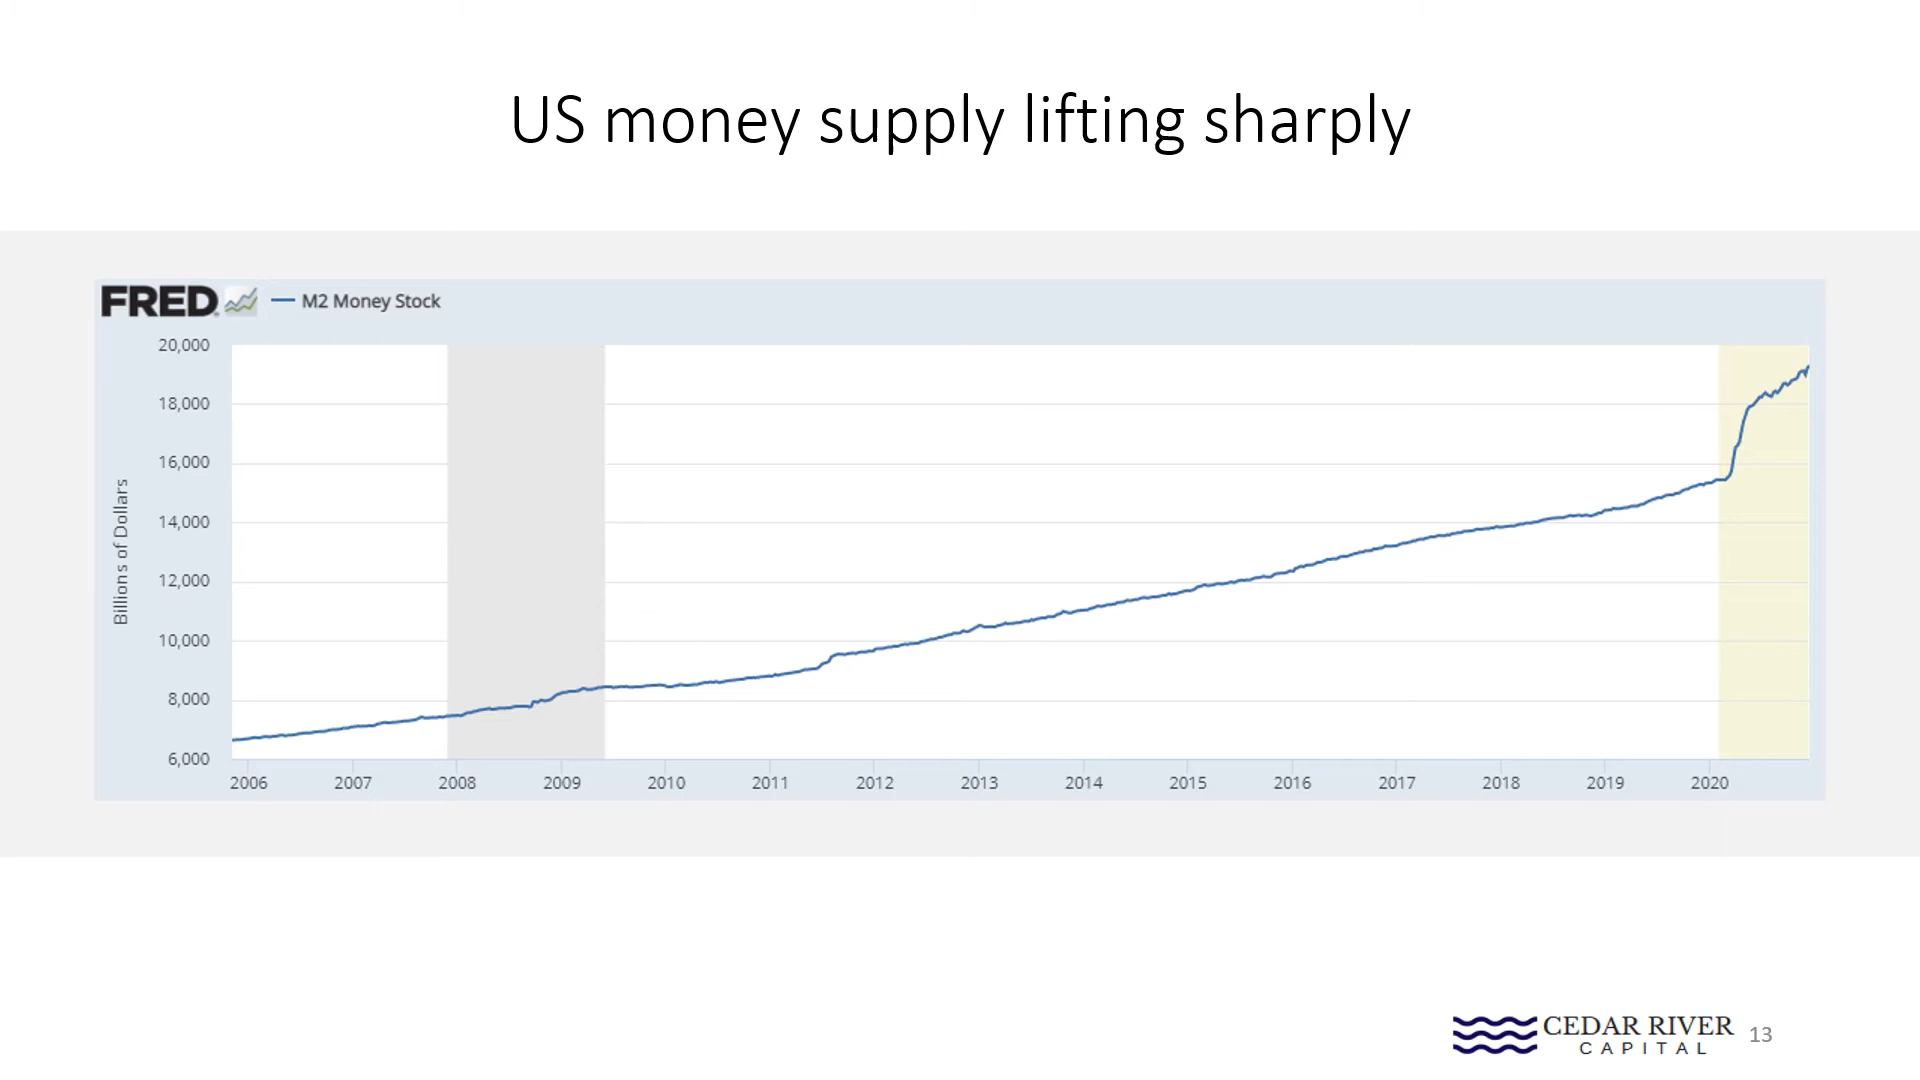 US money supply lifting sharply
FRED
M2 Money Stock
20,000
18,000
16,000
14,000
12,000
10,000
8,000
6,000
Billions of Dollars
2006 2007 2008 2009 2010 2011 2012 2013 2014 2015 2016 2017 2018 2019 2020
CEDAR RIVER
CAPITAL
13